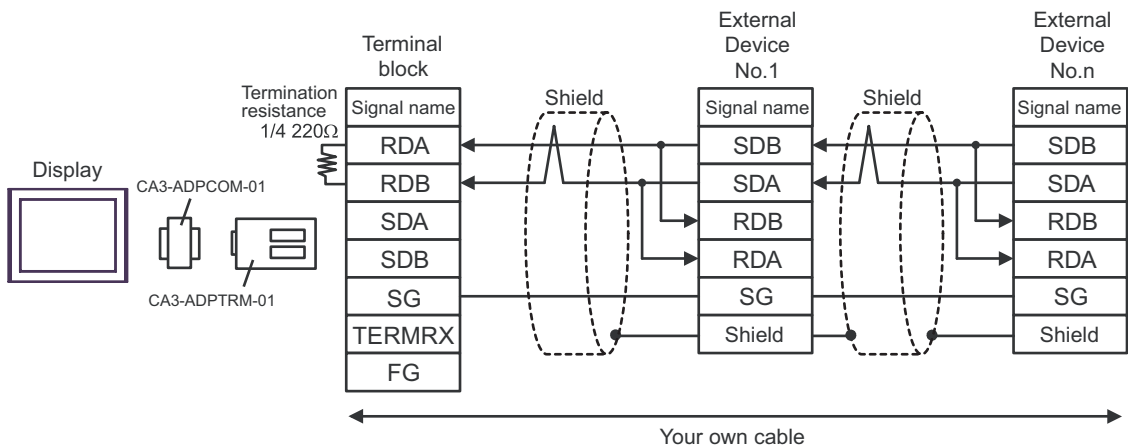 External
Device
No.1
External
Device
No.n
Terminal
block
Termination
resistance
1/4 220Ω
Signal name
Shield
Signal name
Shield
Signal name
RDA
SDB
SDB
RDB
SDA
SDA
Display
CA3-ADPCOM-01
SDA
RDB
RDB
SDB
RDA
RDA
CA3-ADPTRM-01
SG
SG
SG
TERMRX
Shield
Shield
FG
Your own cable